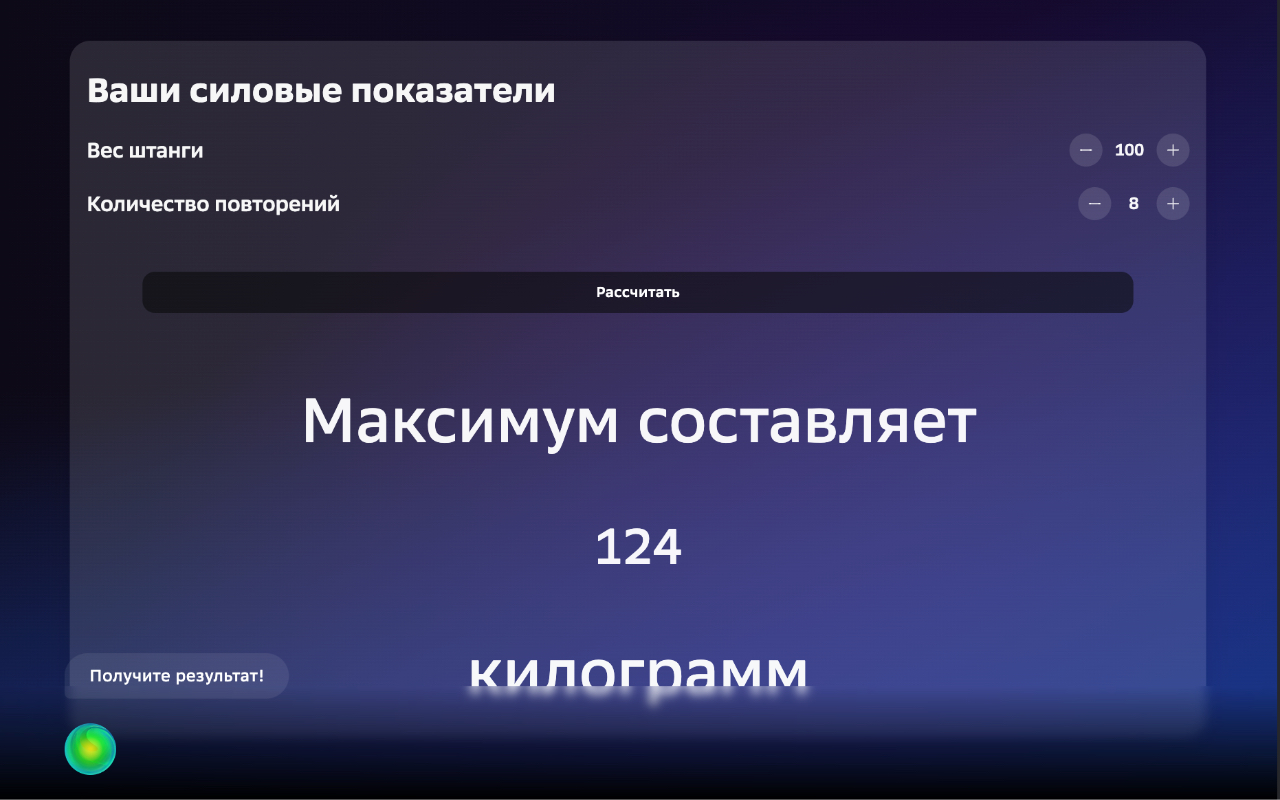 Ваши силовые показатели
Вес штанги
— 100 +
Количество повторений
— 8 +
Рассчитать
Максимум составляет
124
килограмм
Получите результат!